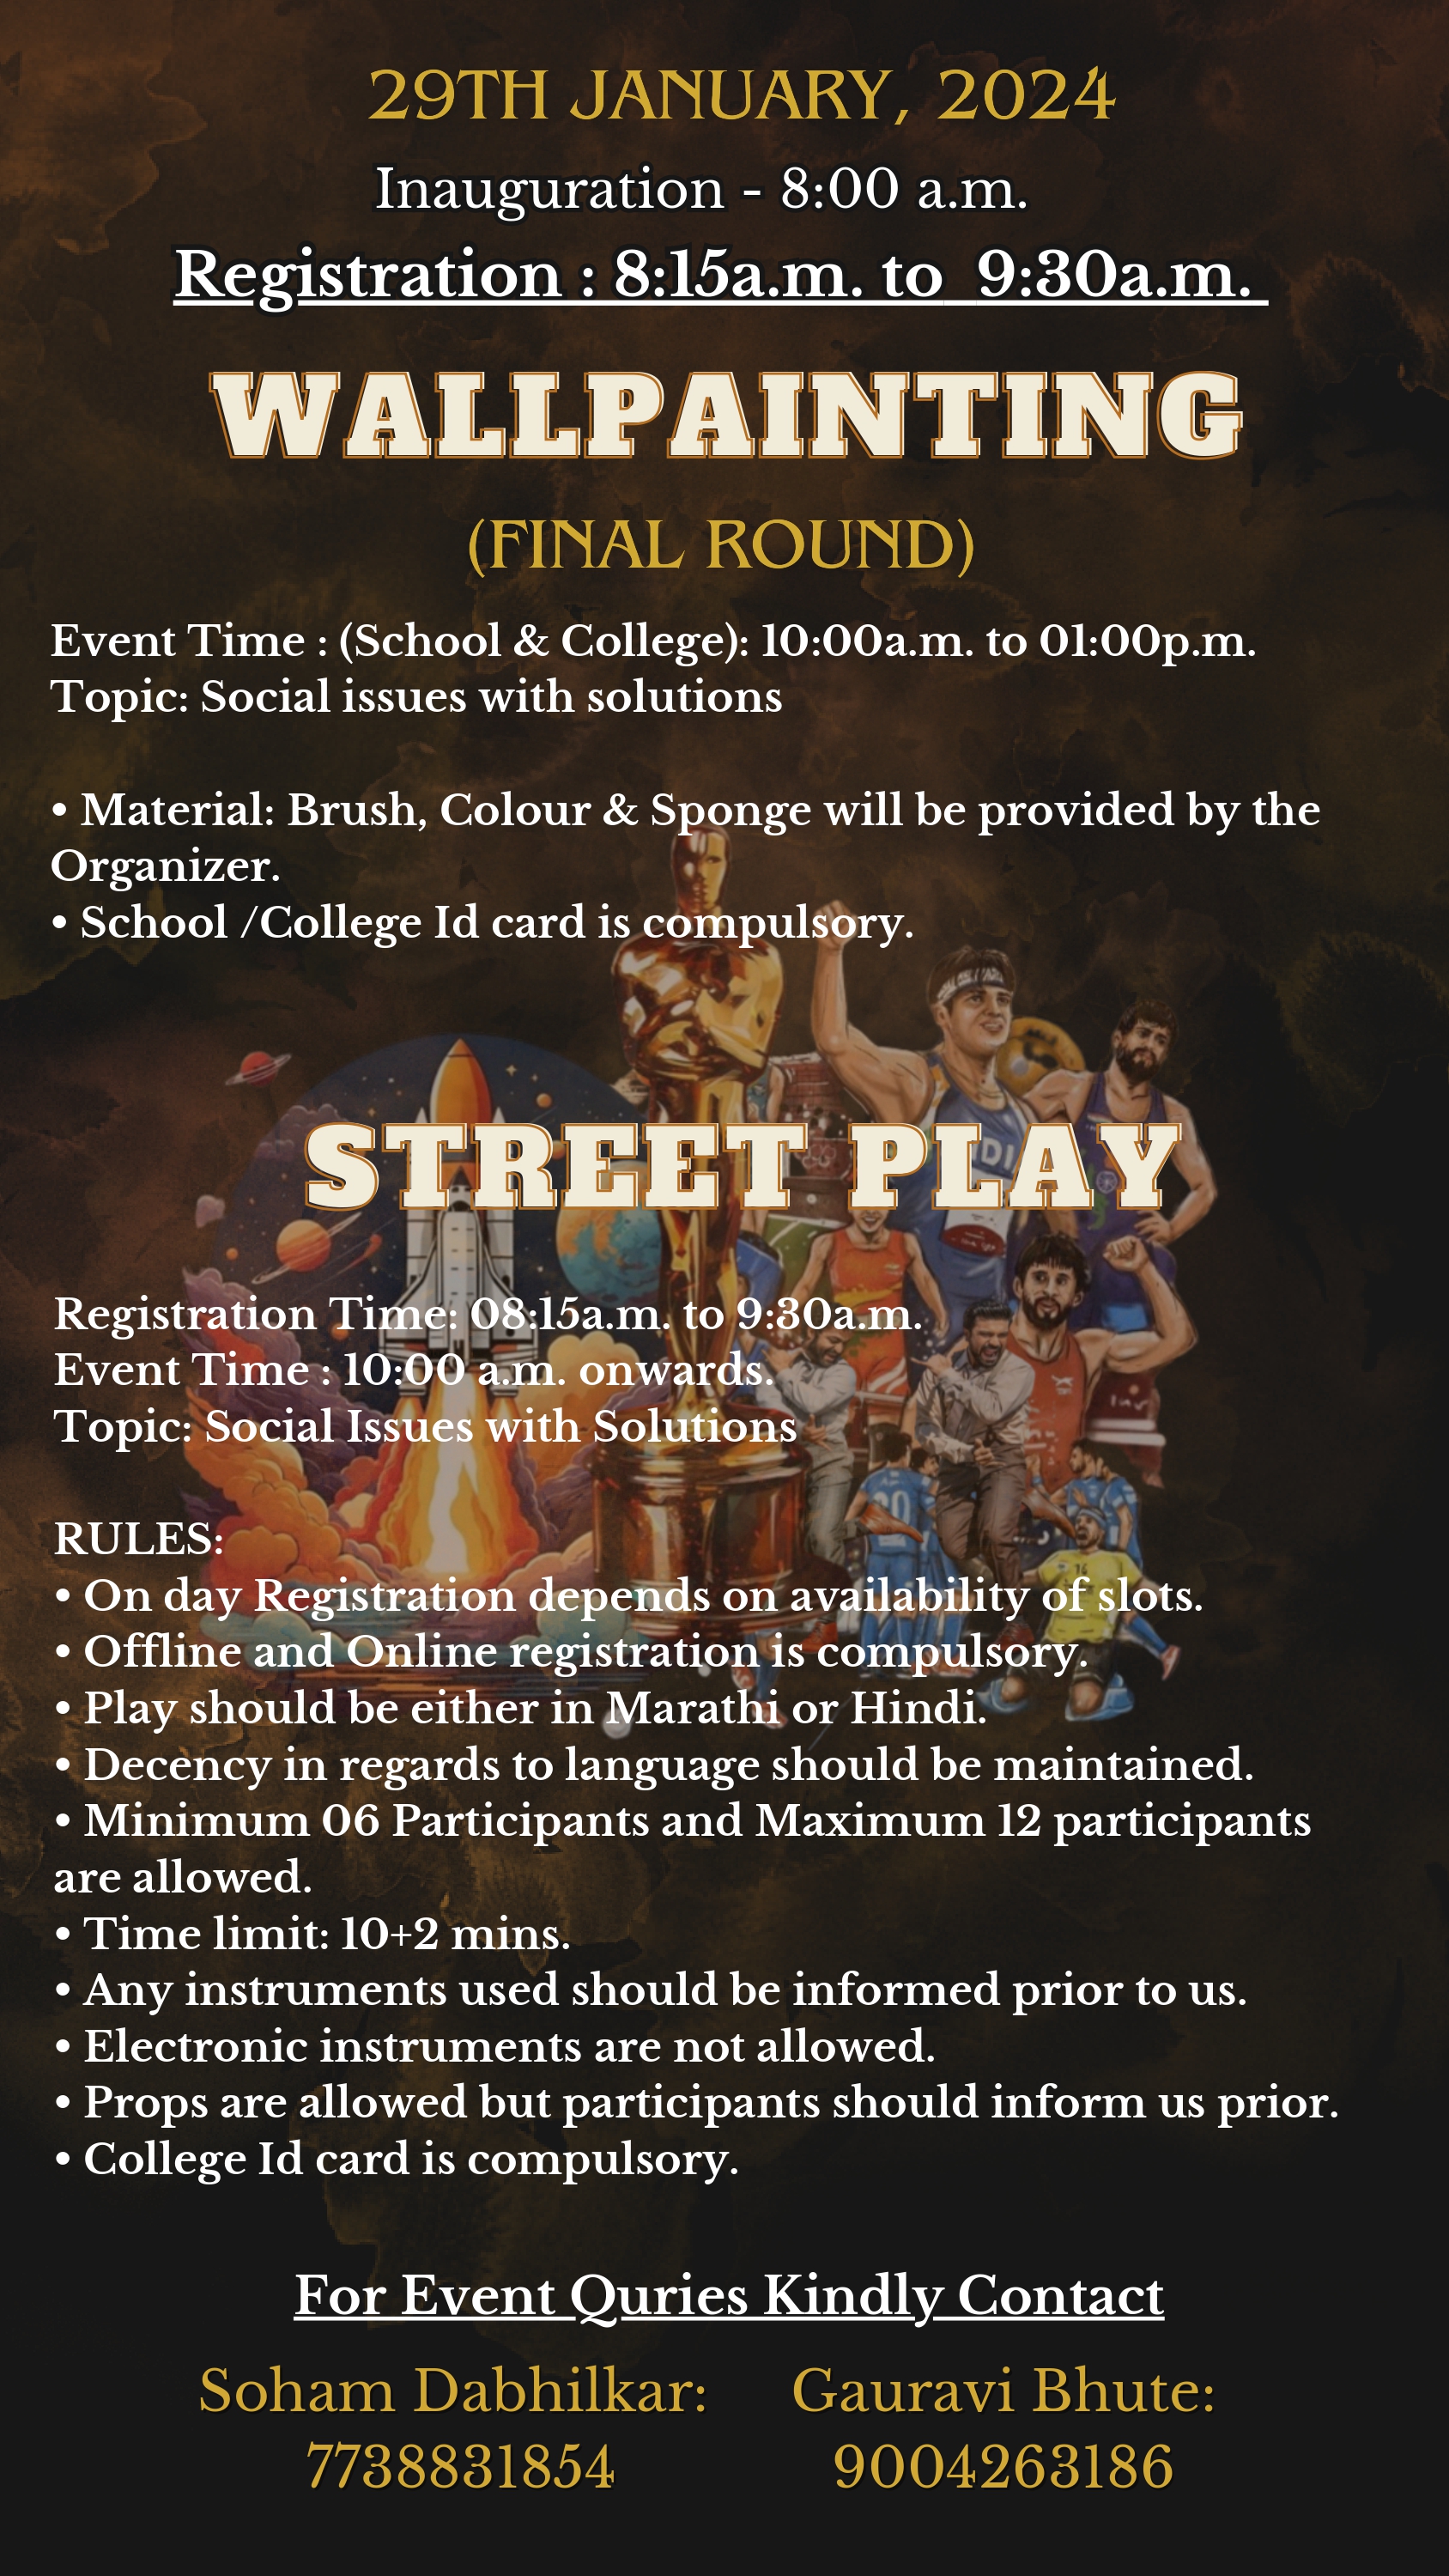 29TH JANUARY, 2024
Inauguration - 8:00 a.m.
Registration : 8:15a.m. to 9:30a.m.
WALLPAINTING
(FINAL ROUND)
Event Time : (School & College): 10:00a.m. to 01:00p.m.
Topic: Social issues with solutions
• Material: Brush, Colour & Sponge will be provided by the
Organizer.
• School /College Id card is compulsory.
STREET PLAY
Registration Time: 08:15a.m. to 9:30a.m.
Event Time : 10:00 a.m. onwards.
Topic: Social Issues with Solutions
RULES:
• On day Registration depends on availability of slots.
• Offline and Online registration is compulsory.
• Play should be either in Marathi or Hindi.
• Decency in regards to language should be maintained.
• Minimum 06 Participants and Maximum 12 participants
are allowed.
• Time limit: 10+2 mins.
• Any instruments used should be informed prior to us.
• Electronic instruments are not allowed.
• Props are allowed but participants should inform us prior.
• College Id card is compulsory.
For Event Quries Kindly Contact
Soham Dabhilkar: Gauravi Bhute:
7738831854 9004263186